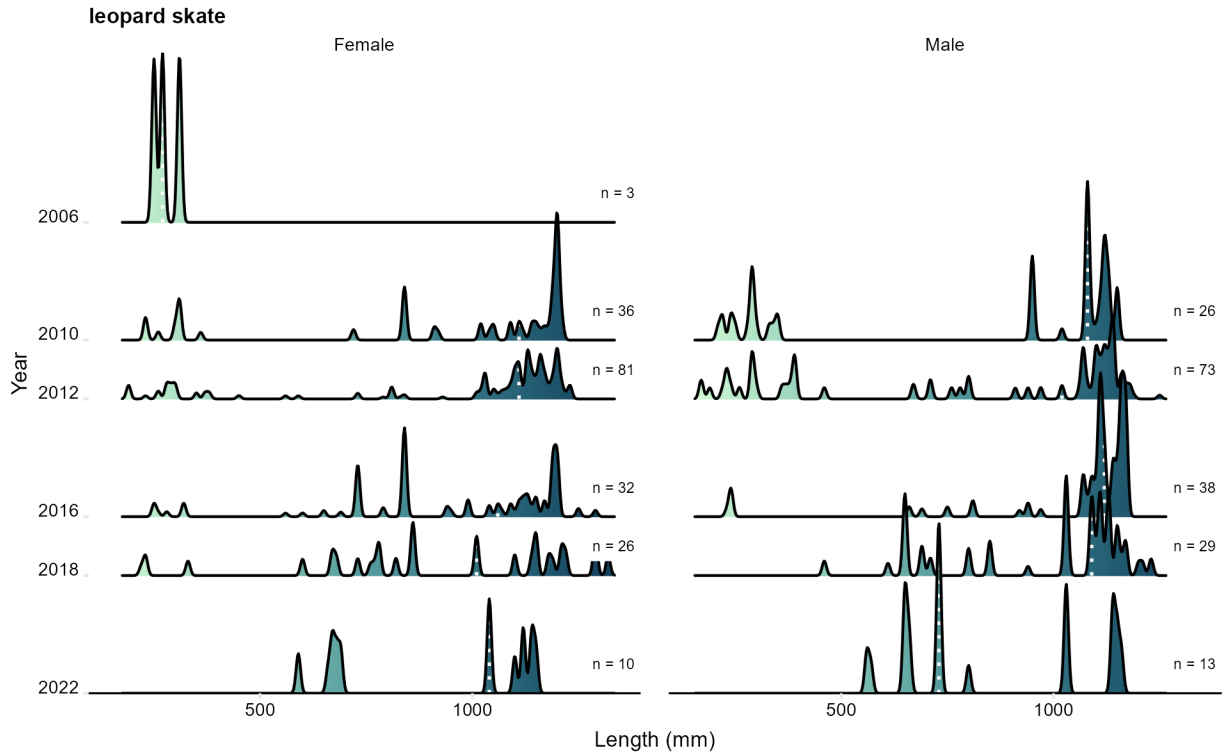 leopard skate
Female
Male
n = 3
2006
n = 36
n = 26
2010
n = 81
n = 73
2012
n = 32
n = 38
2016
n = 26
n = 29
2018
n = 10
n = 13
2022
500
1000
500
1000
Year
Length (mm)